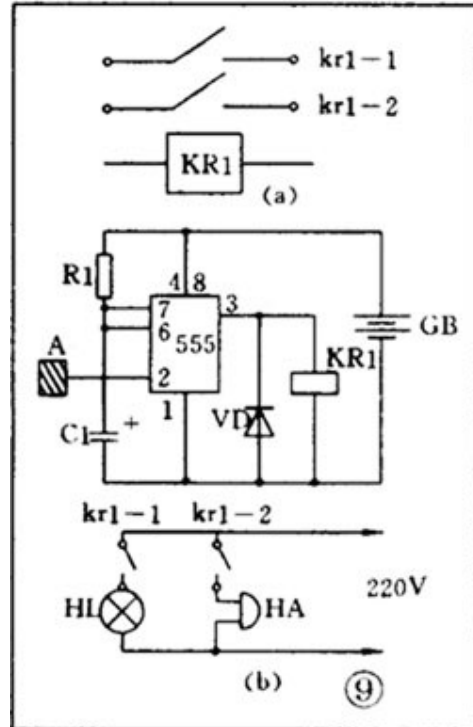 kr1-1
kr1-2
KR1
(a)
R1
4 8
7
3
6
555
GB
A
2
KR1
1
VD
C1 +
kr1-1 kr1-2
220V
HL
HA
(b)
⑨